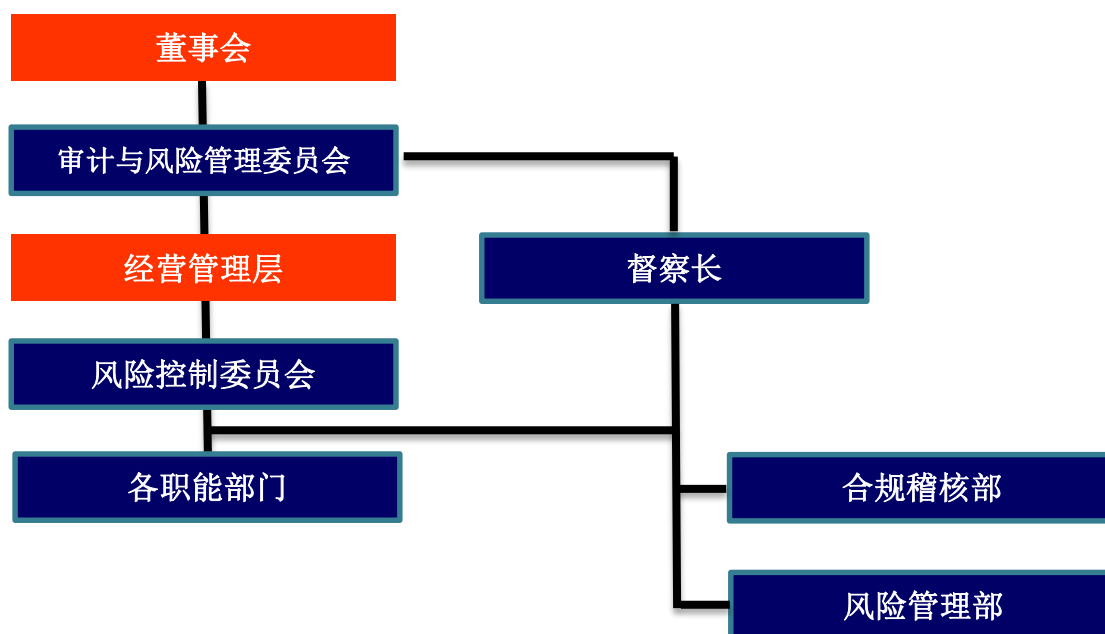 董事会
审计与风险管理委员会
经营管理层
督察长
风险控制委员会
各职能部门
合规稽核部
风险管理部